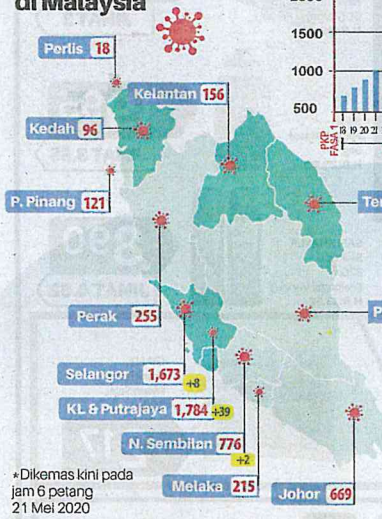 di Malaysia
1500
1000
500
18 19 20 21
PKP
FASA 1
Perlis 18
Kelantan 156
Kedah 96
P. Pinang 121
Ter
Perak 255
P
Selangor 1,673
+8
KL & Putrajaya 1,784 +39
N. Sembilan 776
+2
Melaka 215
Johor 669
*Dikemas kini pada
jam 6 petang
21 Mei 2020